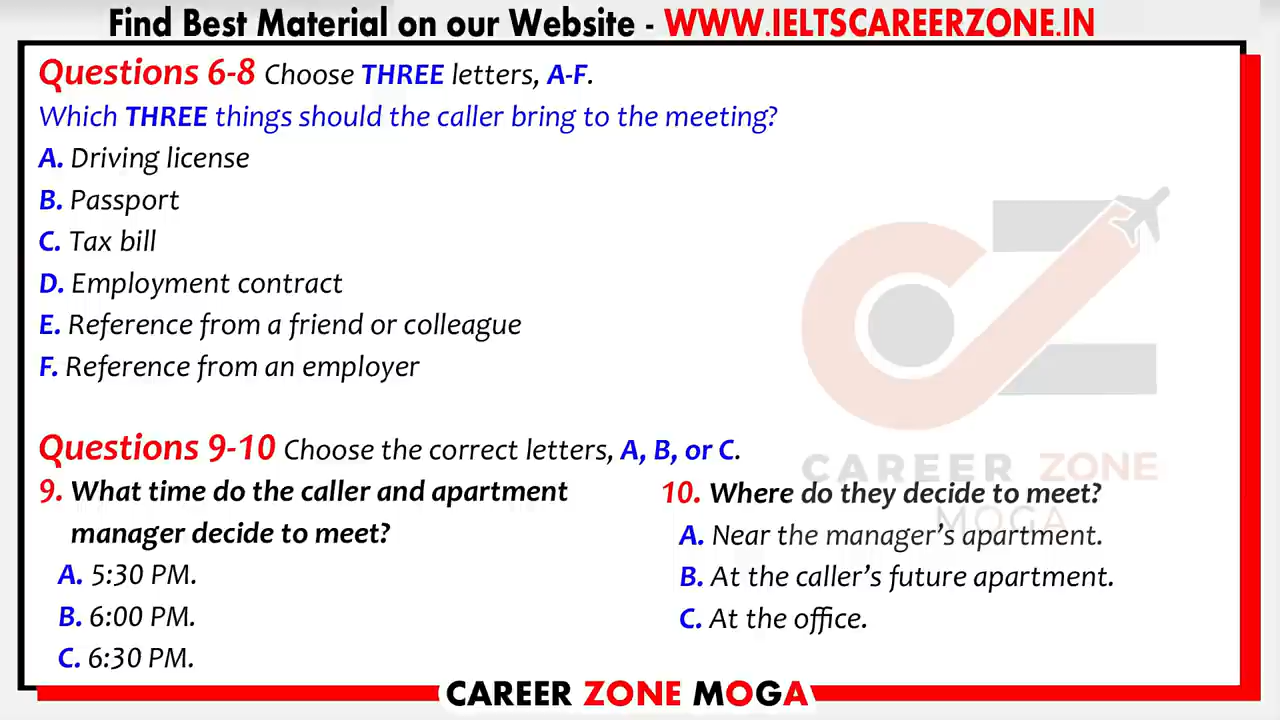 Find Best Material on our Website - WWW.IELTSCAREERZONE.IN
Questions 6-8 Choose THREE letters, A-F.
Which THREE things should the caller bring to the meeting?
A. Driving license
B. Passport
C. Tax bill
D. Employment contract
E. Reference from a friend or colleague
F. Reference from an employer
Questions 9-10 Choose the correct letters, A, B, or C.
9. What time do the caller and apartment
manager decide to meet?
A. 5:30 PM.
B. 6:00 PM.
C. 6:30 PM.
10. Where do they decide to meet?
A. Near the manager's apartment.
B. At the caller's future apartment.
C. At the office.
CAREER ZONE
MOGA
CAREER ZONE MOGA